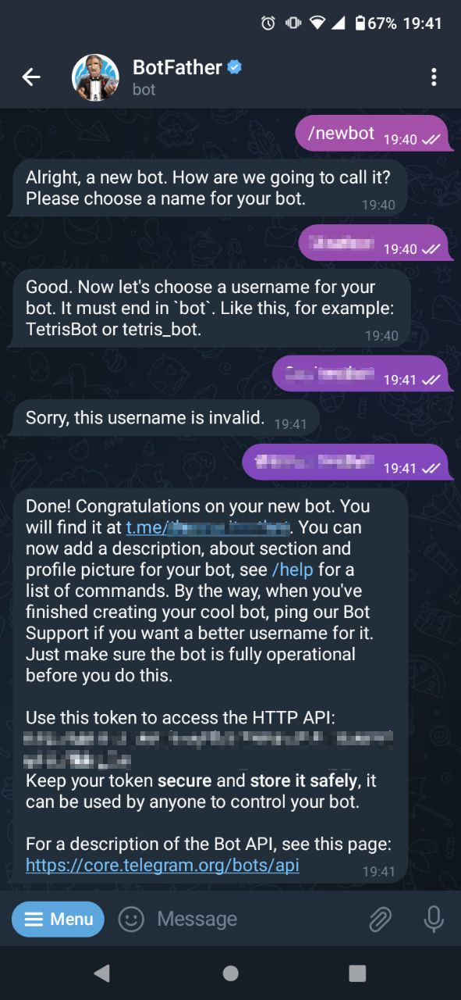 67% 19:41
BotFather
bot
/newbot 19:40
Alright, a new bot. How are we going to call it?
Please choose a name for your bot.
19:40
19:40
Good. Now let's choose a username for your
bot. It must end in `bot`. Like this, for example:
TetrisBot or tetris_bot.
19:40
19:41
Sorry, this username is invalid. 19:41
19:41
Done! Congratulations on your new bot. You
will find it at t.me/ . You can
now add a description, about section and
profile picture for your bot, see /help for a
list of commands. By the way, when you've
finished creating your cool bot, ping our Bot
Support if you want a better username for it.
Just make sure the bot is fully operational
before you do this.
Use this token to access the HTTP API:
Keep your token secure and store it safely, it
can be used by anyone to control your bot.
For a description of the Bot API, see this page:
https://core.telegram.org/bots/api
19:41
Menu
Message